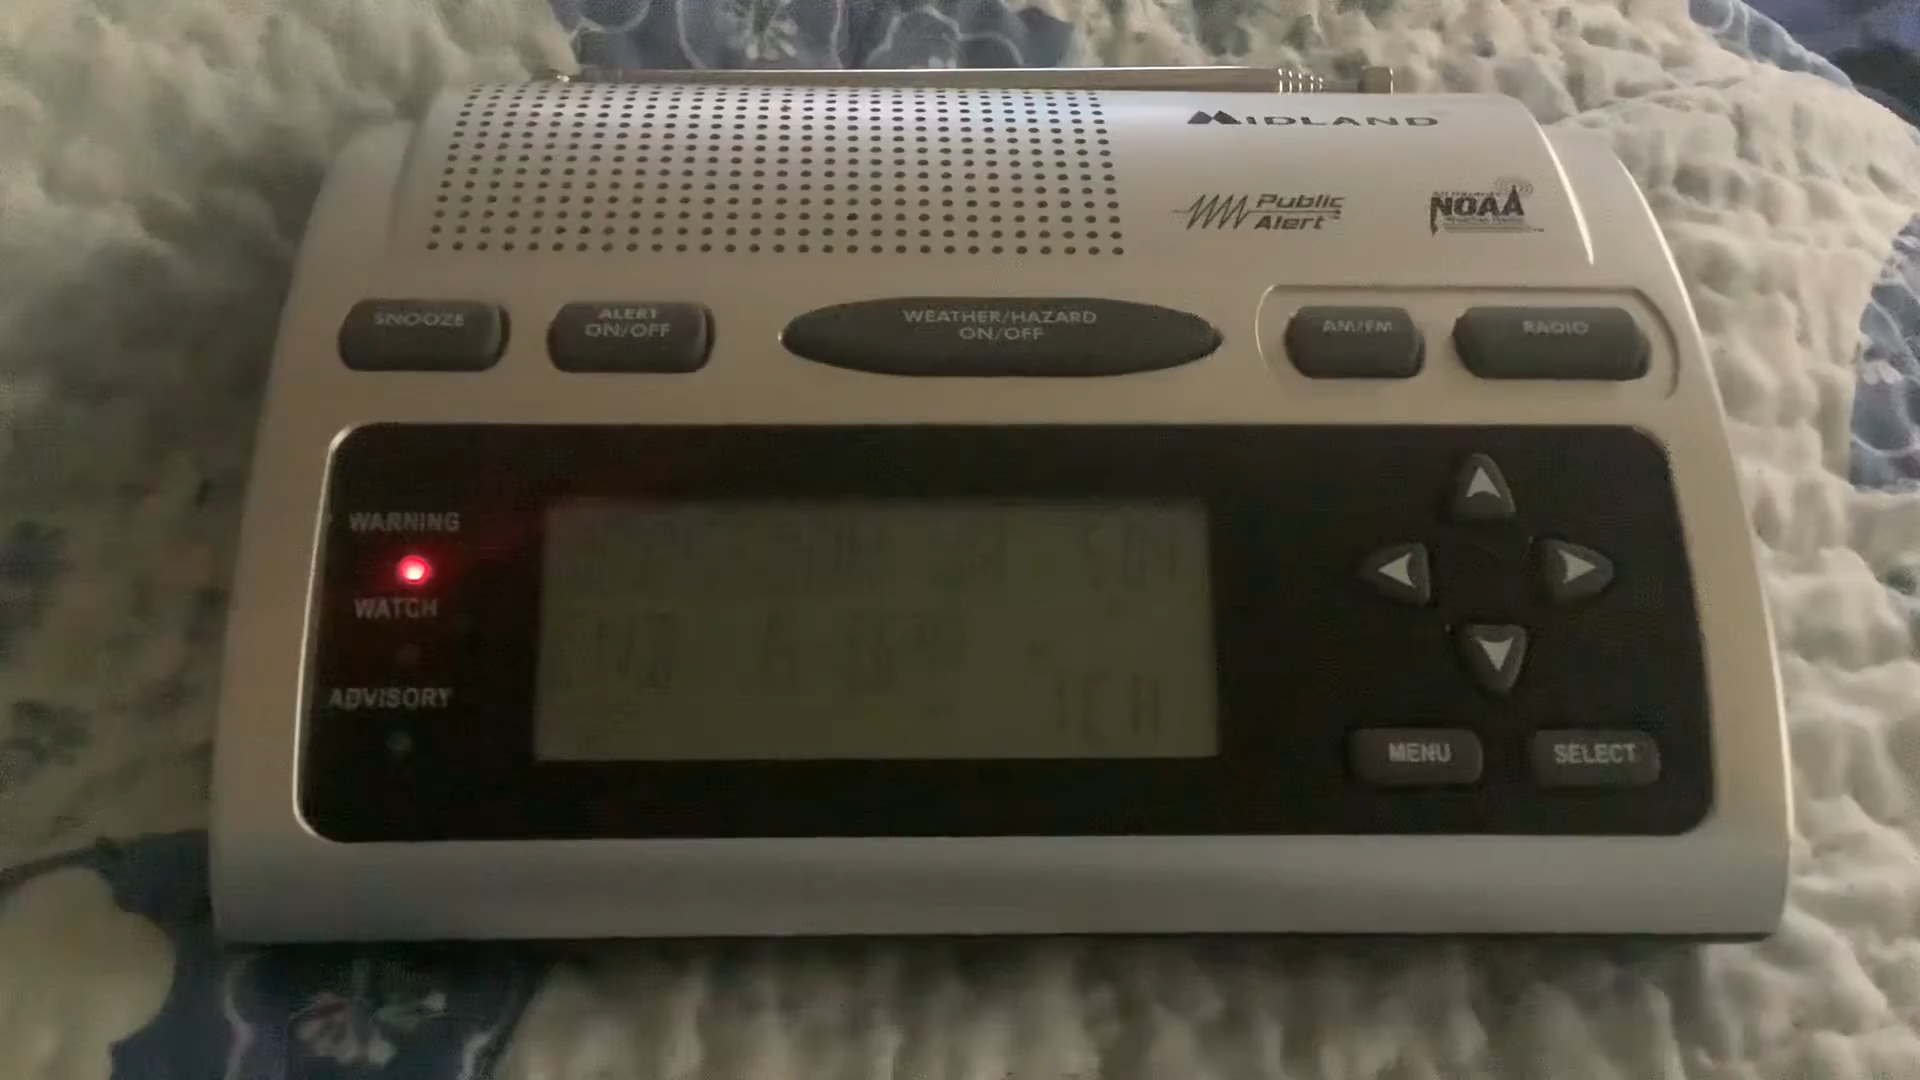 MIDLAND
Public
Alert
NOAA
SNOOZE
ALERT
ON/OFF
WEATHER/HAZARD
ON/OFF
AM/FM
RADIO
WARNING
WATCH
ADVISORY
MENU
SELECT